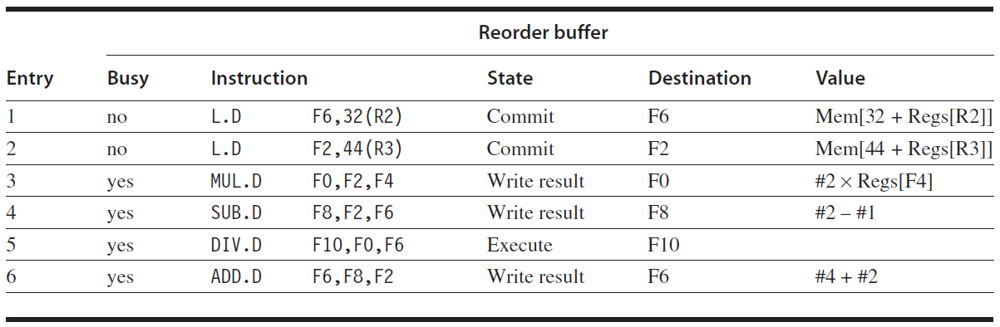 Reorder buffer
Entry Busy Instruction State Destination Value
1 no L.D F6,32(R2) Commit F6 Mem[32 + Regs[R2]]
2 no L.D F2,44(R3) Commit F2 Mem[44 + Regs[R3]]
3 yes MUL.D F0,F2,F4 Write result F0 #2 × Regs[F4]
4 yes SUB.D F8,F2,F6 Write result F8 #2 – #1
5 yes DIV.D F10,F0,F6 Execute F10
6 yes ADD.D F6,F8,F2 Write result F6 #4 + #2